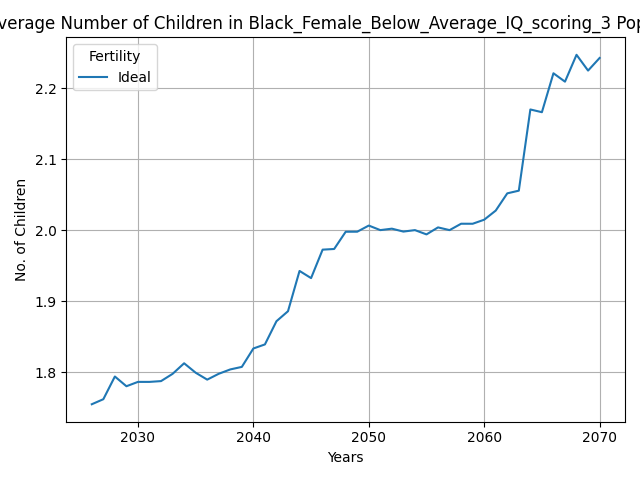 verage Number of Children in Black_Female_Below_Average_IQ_scoring_3 Pop
Fertility
Ideal
2.2
2.1
2.0
1.9
1.8
No. of Children
2030 2040 2050 2060 2070
Years